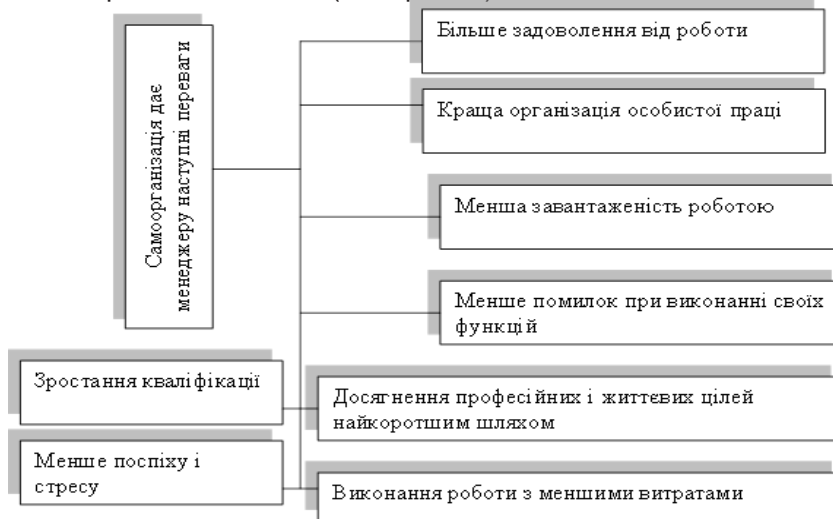 Самоорганізація дає
менеджеру наступні переваги
Більше задоволення від роботи
Краща організація особистої праці
Менша завантаженість роботою
Менше помилок при виконанні своїх
функцій
Зростання кваліфікації
Досягнення професійних і життєвих цілей
найкоротшим шляхом
Менше поспіху і
стресу
Виконання роботи з меншими витратами